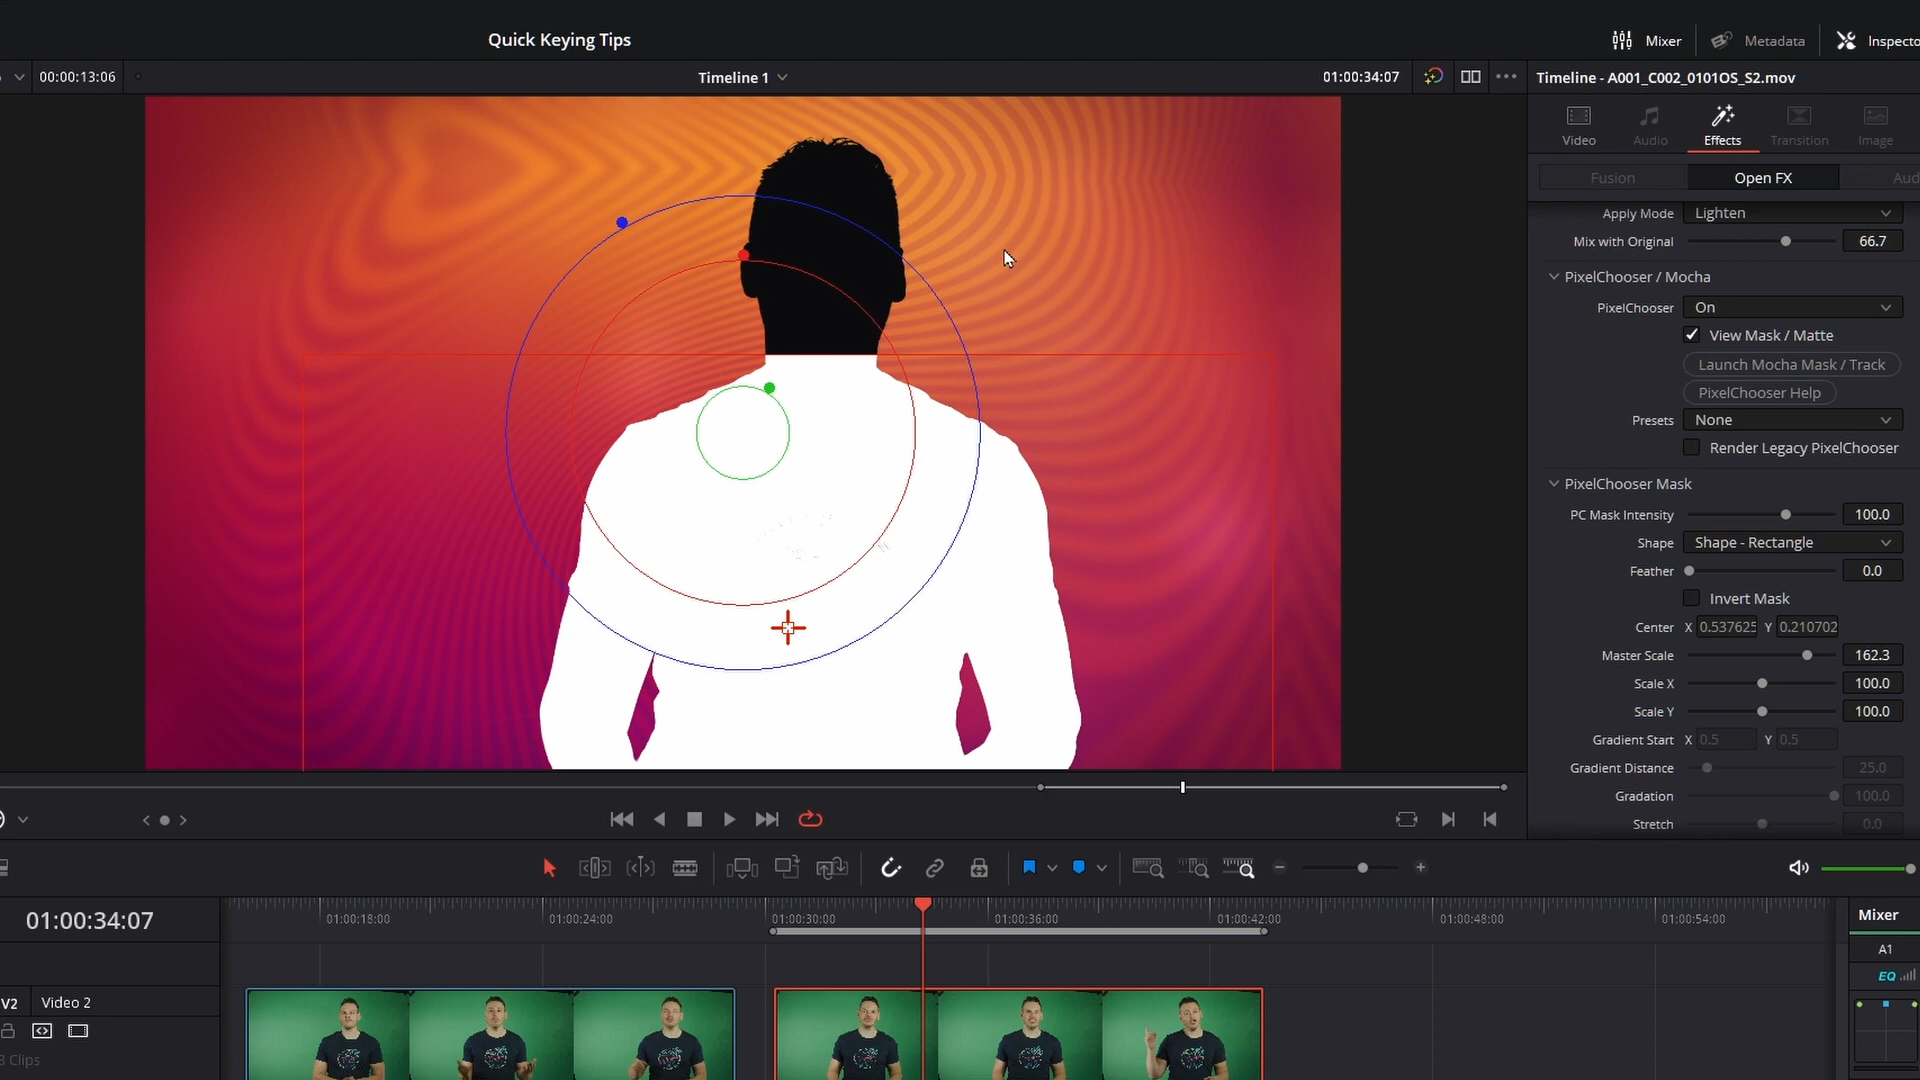 Quick Keying Tips
Mixer
Metadata
00:00:13:06
Timeline 1
01:00:34:07
Timeline - A001_C002_0101OS_S2.mov
Video
Audio
Effects
Transition
Image
Fusion
Open FX
Apply Mode Lighten
Mix with Original 66.7
PixelChooser / Mocha
PixelChooser On
View Mask / Matte
Launch Mocha Mask / Track
PixelChooser Help
Presets None
Render Legacy PixelChooser
PixelChooser Mask
PC Mask Intensity 100.0
Shape Shape - Rectangle
Feather 0.0
Invert Mask
Center X 0.537625 Y 0.210702
Master Scale 162.3
Scale X 100.0
Scale Y 100.0
Gradient Start X 0.5 Y 0.5
Gradient Distance 25.0
Gradation 100.0
Stretch 0.0
01:00:34:07
01:00:18:00
01:00:24:00
01:00:30:00
01:00:36:00
01:00:42:00
01:00:48:00
01:00:54:00
Mixer
A1
EQ
V2 Video 2
Clips